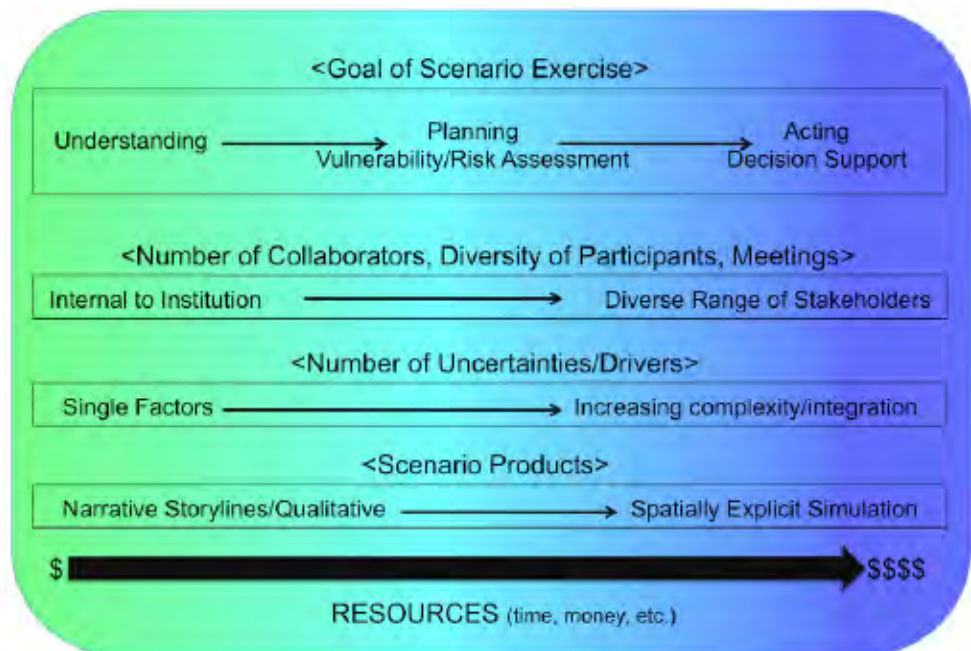 <Goal of Scenario Exercise>
Understanding
Planning
Vulnerability/Risk Assessment
Acting
Decision Support
<Number of Collaborators, Diversity of Participants, Meetings>
Internal to Institution
Diverse Range of Stakeholders
<Number of Uncertainties/Drivers>
Single Factors
Increasing complexity/integration
<Scenario Products>
Narrative Storylines/Qualitative
Spatially Explicit Simulation
$
$$$$
RESOURCES (time, money, etc.)